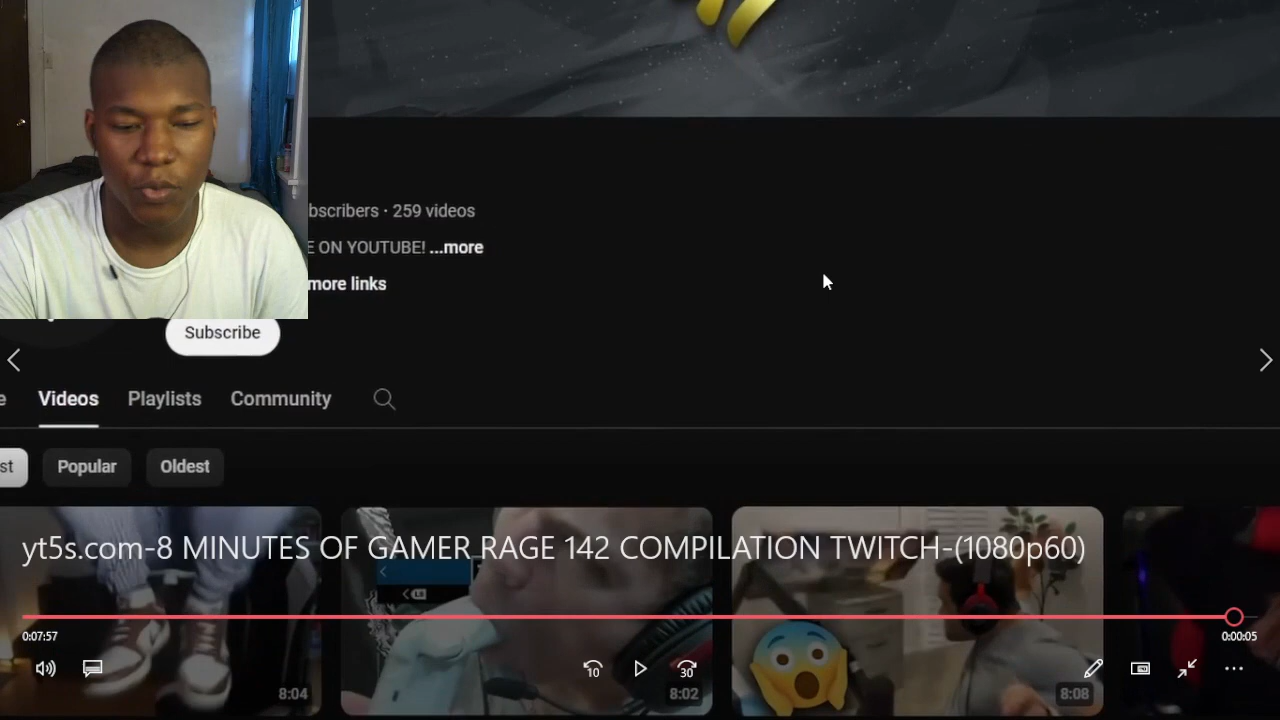 bscribers · 259 videos
E ON YOUTUBE! ...more
more links
Subscribe
e Videos Playlists Community
st Popular Oldest
yt5s.com-8 MINUTES OF GAMER RAGE 142 COMPILATION TWITCH-(1080p60)
LB
0:07:57 0:00:05
10 30
8:04 8:02 8:08